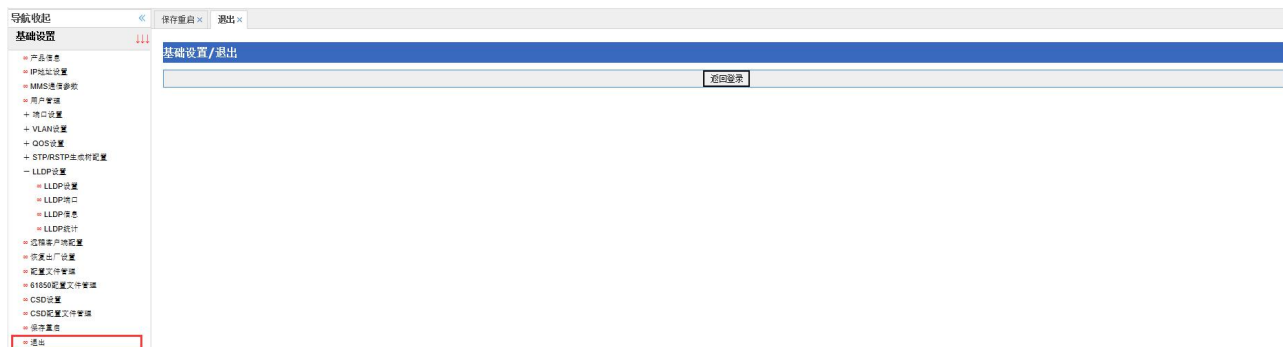 导航收起 «
保存重启 × 退出 ×
基础设置 ↓↓↓
基础设置/退出
返回登录
∞ 产品信息
∞ IP地址设置
∞ MMS通信参数
∞ 用户管理
+ 端口设置
+ VLAN设置
+ QOS设置
+ STP/RSTP生成树配置
− LLDP设置
∞ LLDP设置
∞ LLDP端口
∞ LLDP信息
∞ LLDP统计
∞ 远程客户端配置
∞ 恢复出厂设置
∞ 配置文件管理
∞ 61850配置文件管理
∞ CSD设置
∞ CSD配置文件管理
∞ 保存重启
∞ 退出